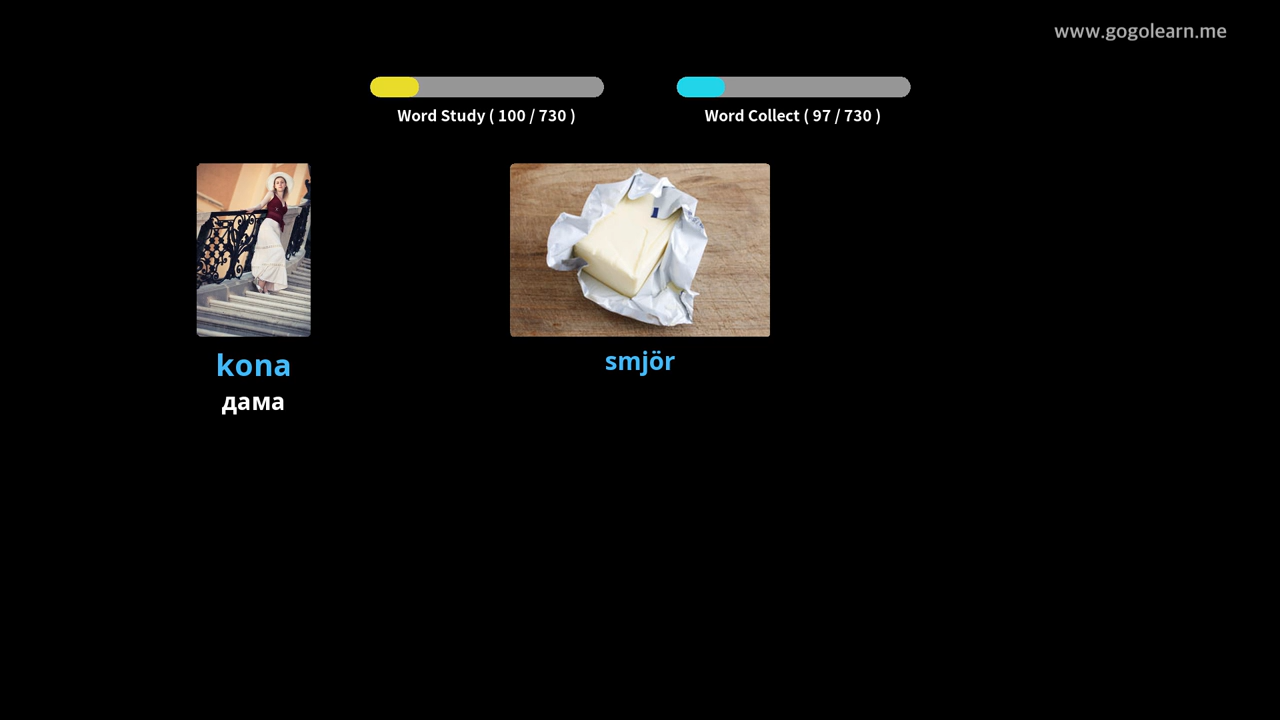 www.gogolearn.me
Word Study ( 100 / 730 )
Word Collect ( 97 / 730 )
kona
дама
smjör